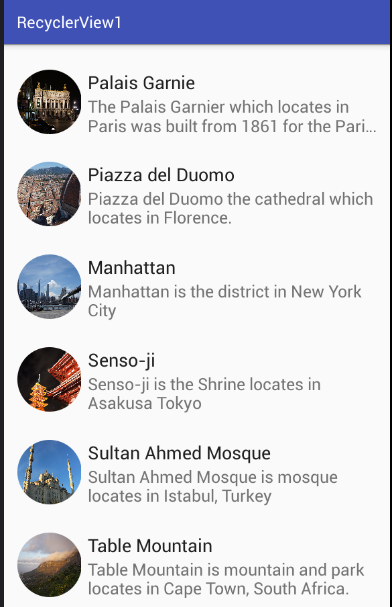 RecyclerView1
Palais Garnie
The Palais Garnier which locates in
Paris was built from 1861 for the Pari...
Piazza del Duomo
Piazza del Duomo the cathedral which
locates in Florence.
Manhattan
Manhattan is the district in New York
City
Senso-ji
Senso-ji is the Shrine locates in
Asakusa Tokyo
Sultan Ahmed Mosque
Sultan Ahmed Mosque is mosque
locates in Istabul, Turkey
Table Mountain
Table Mountain is mountain and park
locates in Cape Town, South Africa.